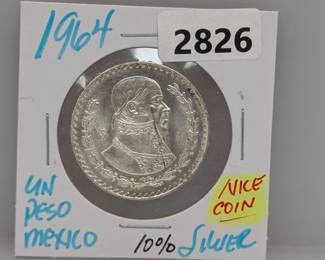 1964
2826
UN
PESO
MEXICO
NICE
COIN
10% SILVER